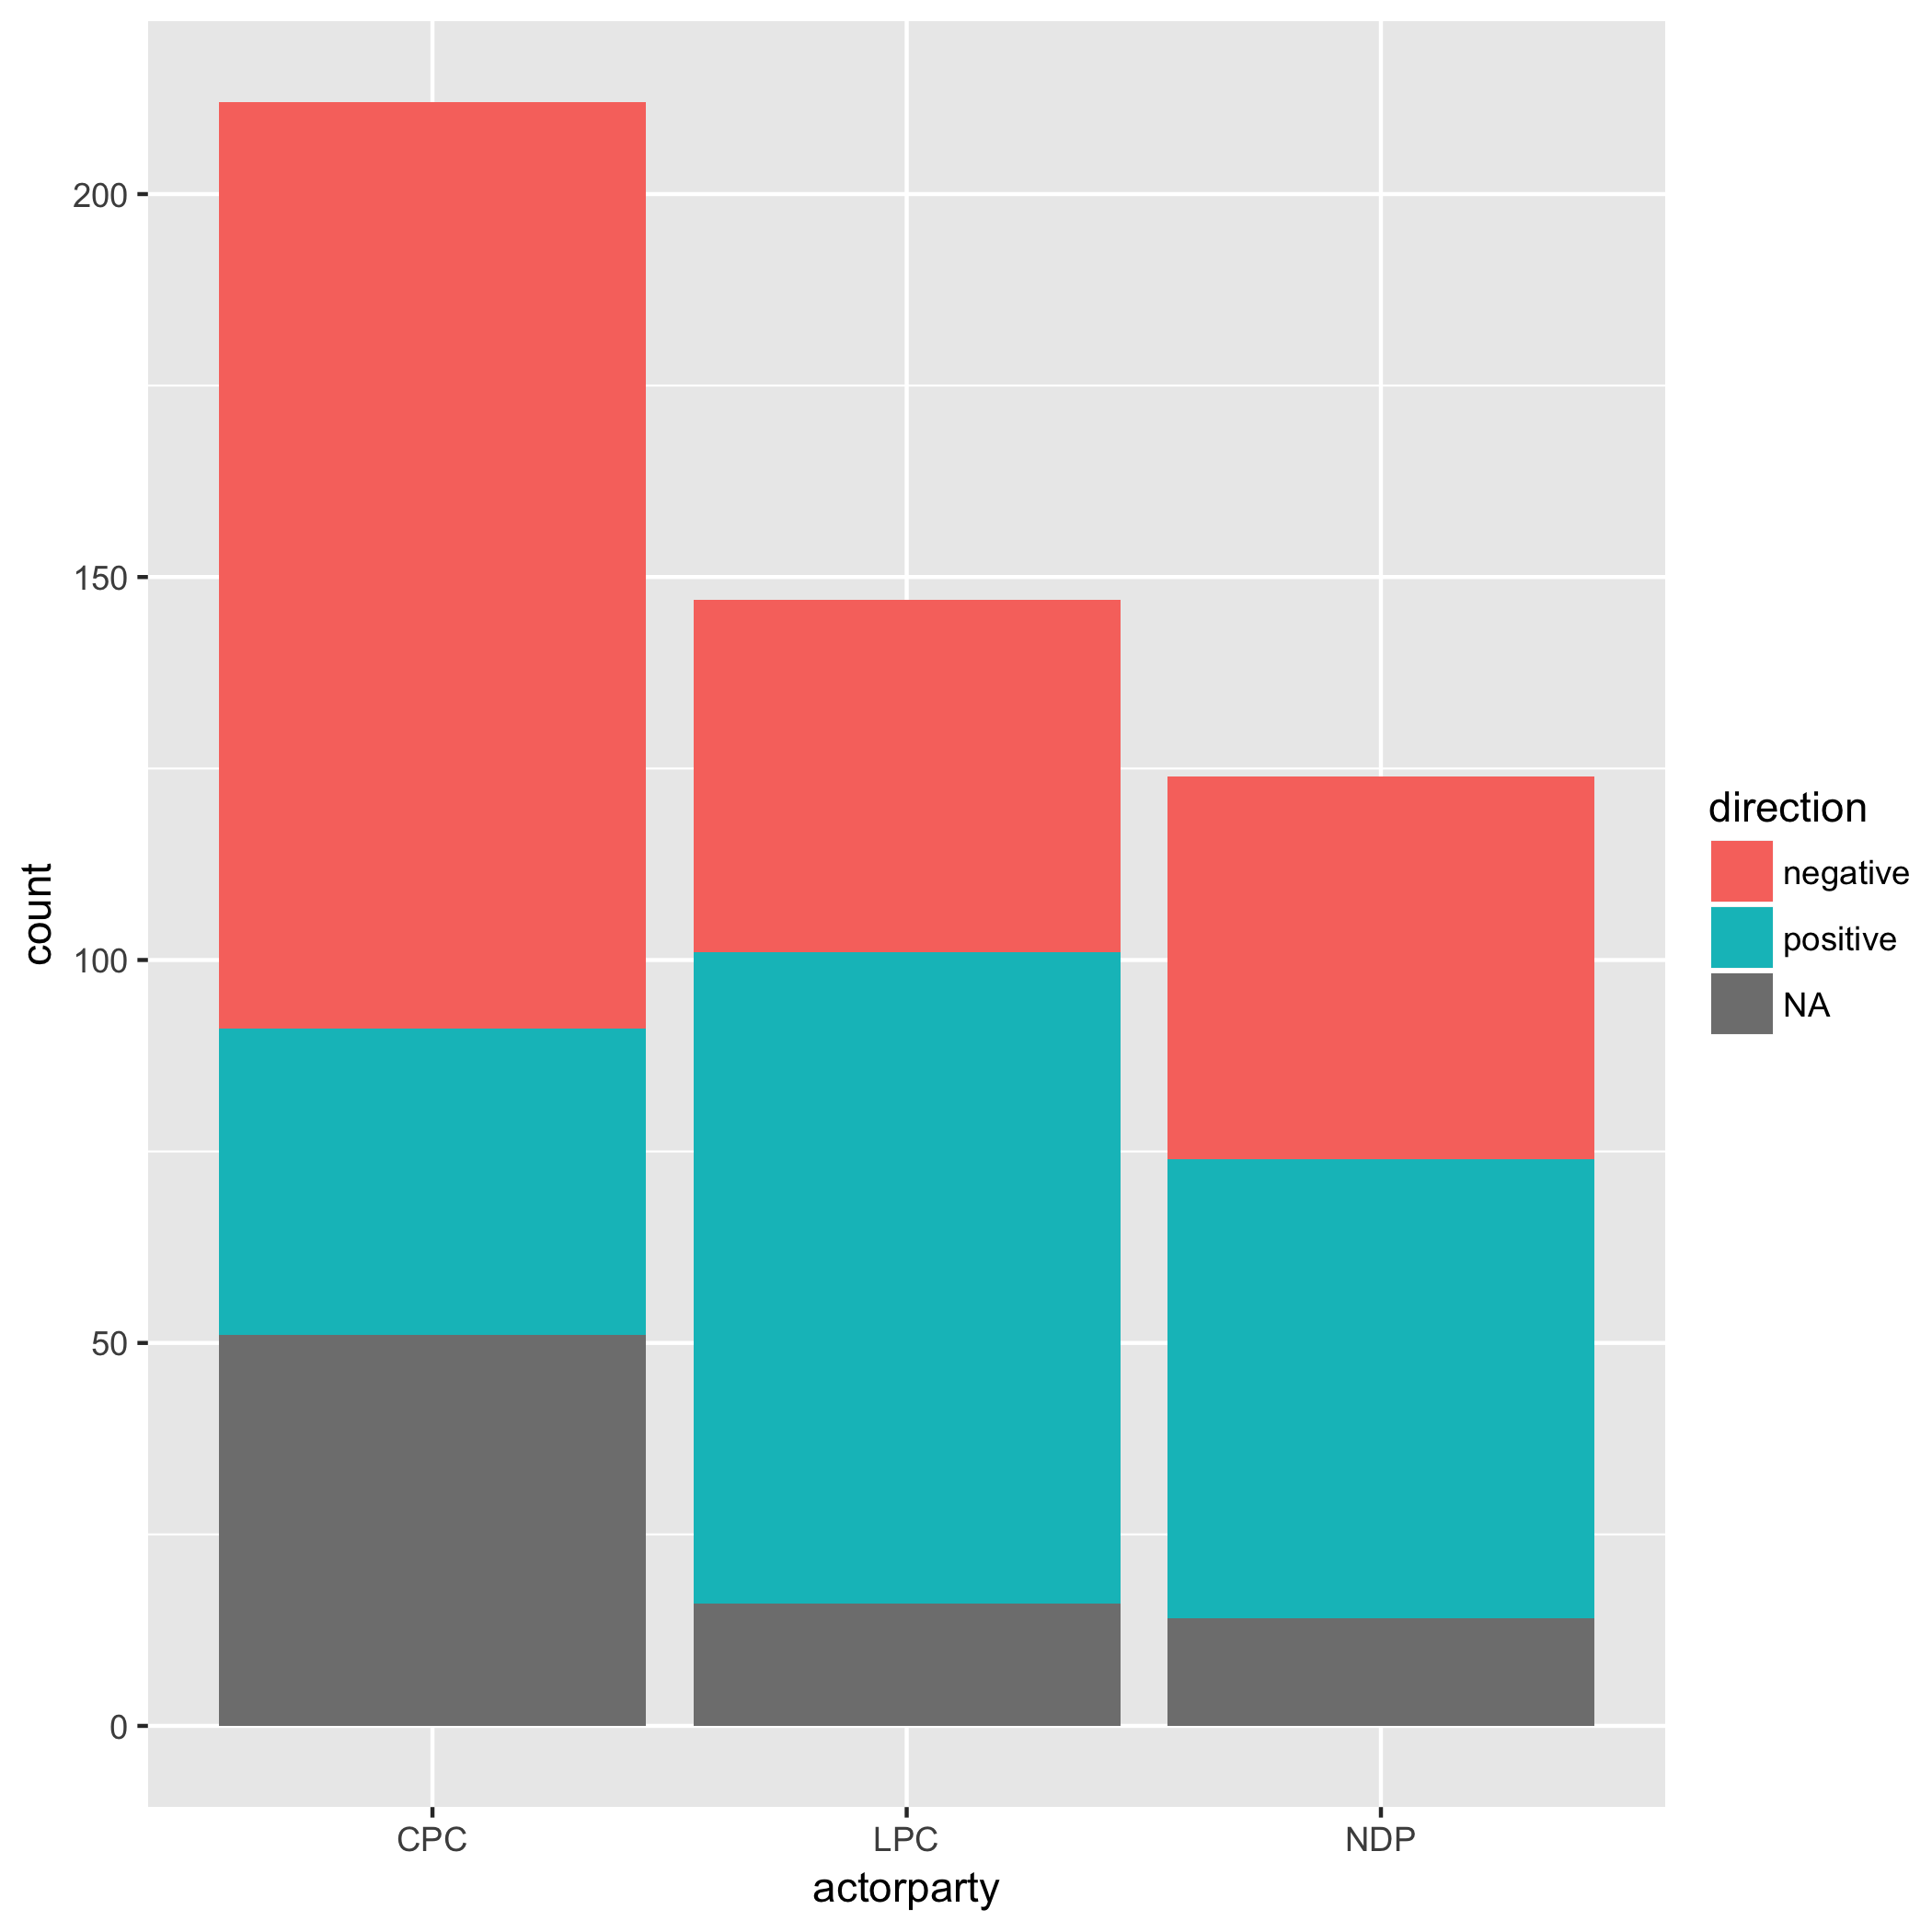 200
150
100
50
0
count
CPC
LPC
NDP
actorparty
direction
negative
positive
NA